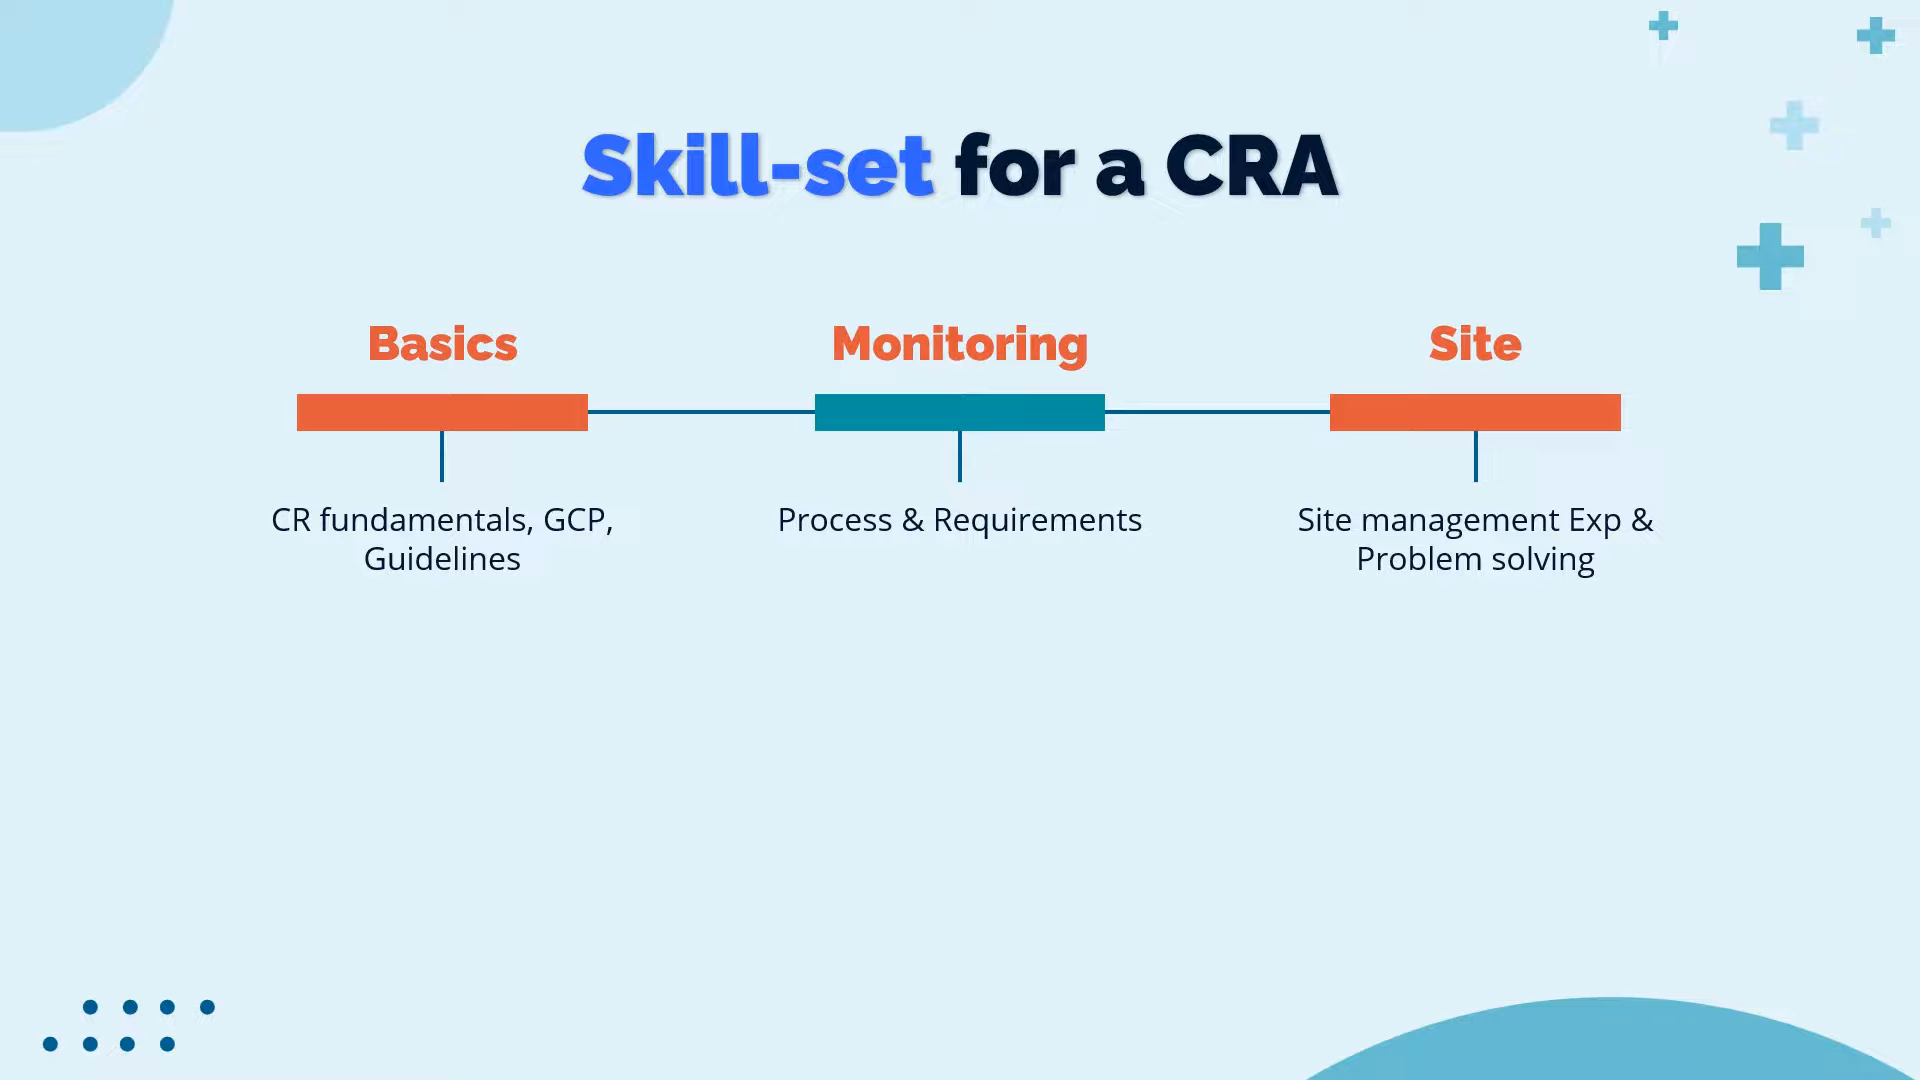 Skill-set for a CRA
Basics
Monitoring
Site
CR fundamentals, GCP,
Guidelines
Process & Requirements
Site management Exp &
Problem solving